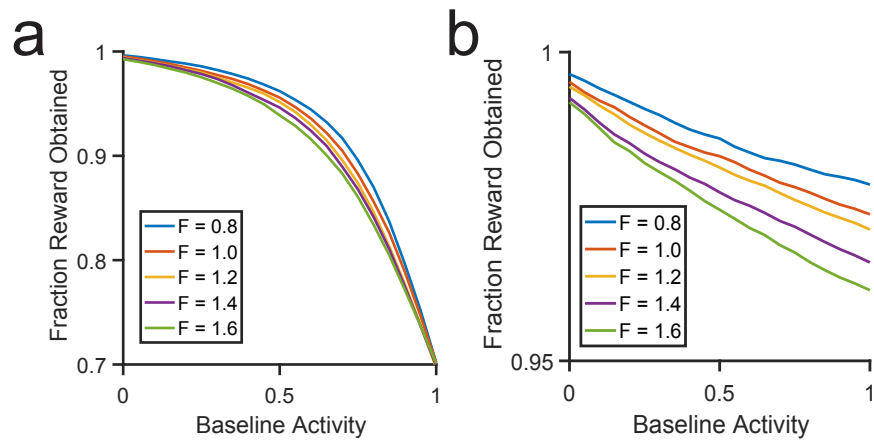 a
1
0.9
0.8
0.7
Fraction Reward Obtained
F = 0.8
F = 1.0
F = 1.2
F = 1.4
F = 1.6
0
0.5
1
Baseline Activity
b
1
0.95
Fraction Reward Obtained
F = 0.8
F = 1.0
F = 1.2
F = 1.4
F = 1.6
0
0.5
1
Baseline Activity